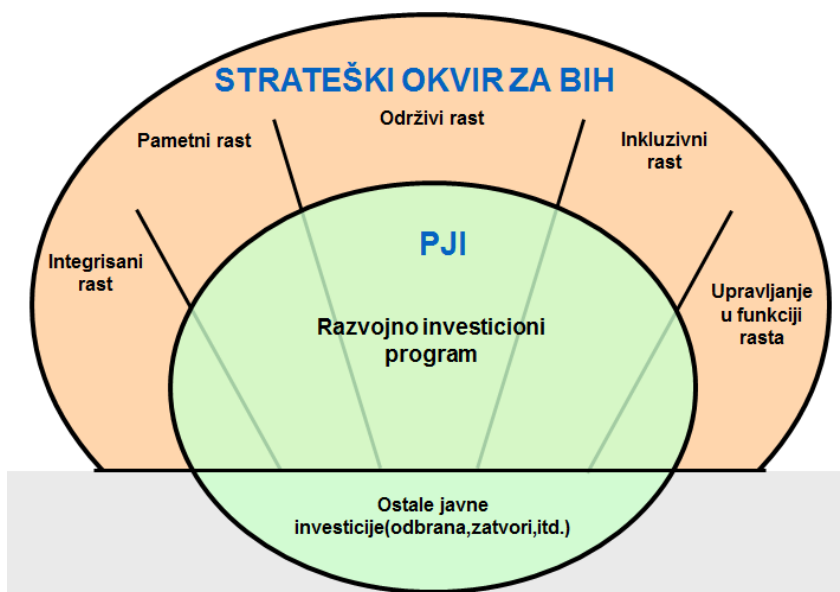 STRATEŠKI OKVIR ZA BIH
Održivi rast
Pametni rast
Inkluzivni
rast
Integrisani
rast
Upravljanje
u funkciji
rasta
PJI
Razvojno investicioni
program
Ostale javne
investicije(odbrana,zatvori,itd.)